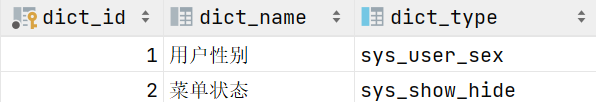 dict_id dict_name dict_type
1 用户性别 sys_user_sex
2 菜单状态 sys_show_hide